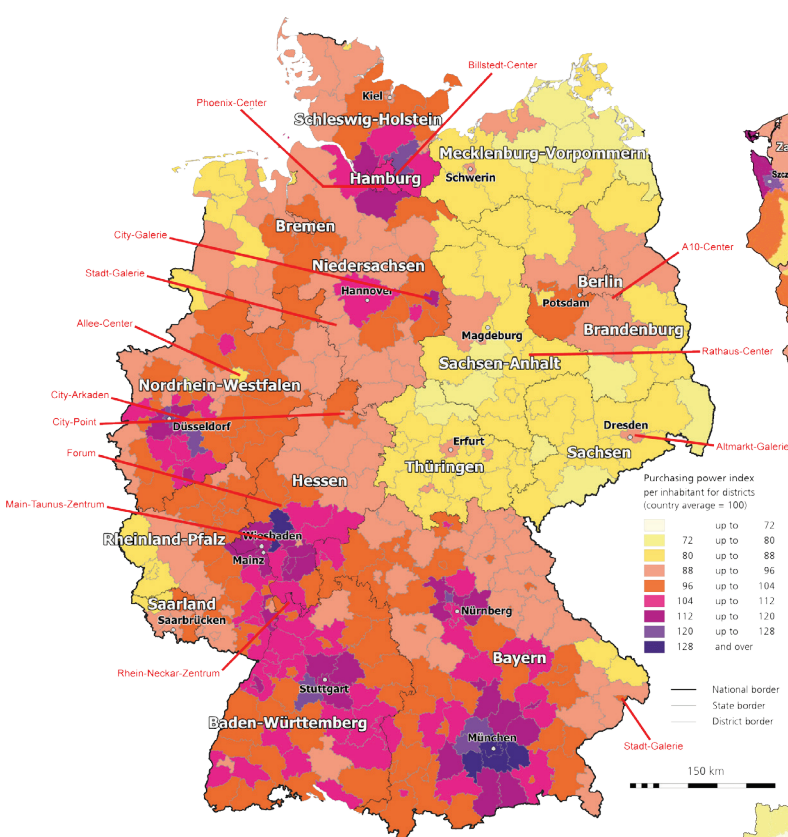 Billstedt-Center
Phoenix-Center
Kiel
Schleswig-Holstein
Mecklenburg-Vorpommern
Hamburg
Schwerin
City-Galerie
Bremen
A10-Center
Stadt-Galerie
Niedersachsen
Hannover
Berlin
Potsdam
Allee-Center
Magdeburg
Brandenburg
Rathaus-Center
Sachsen-Anhalt
Nordrhein-Westfalen
City-Arkaden
City-Point
Düsseldorf
Dresden
Erfurt
Altmarkt-Galerie
Forum
Sachsen
Thüringen
Hessen
Main-Taunus-Zentrum
Wiesbaden
Rheinland-Pfalz
Mainz
Saarland
Saarbrücken
Nürnberg
Rhein-Neckar-Zentrum
Bayern
Stuttgart
Baden-Württemberg
München
Stadt-Galerie
Purchasing power index
per inhabitant for districts
(country average = 100)
up to 72
72 up to 80
80 up to 88
88 up to 96
96 up to 104
104 up to 112
112 up to 120
120 up to 128
128 and over
National border
State border
District border
150 km